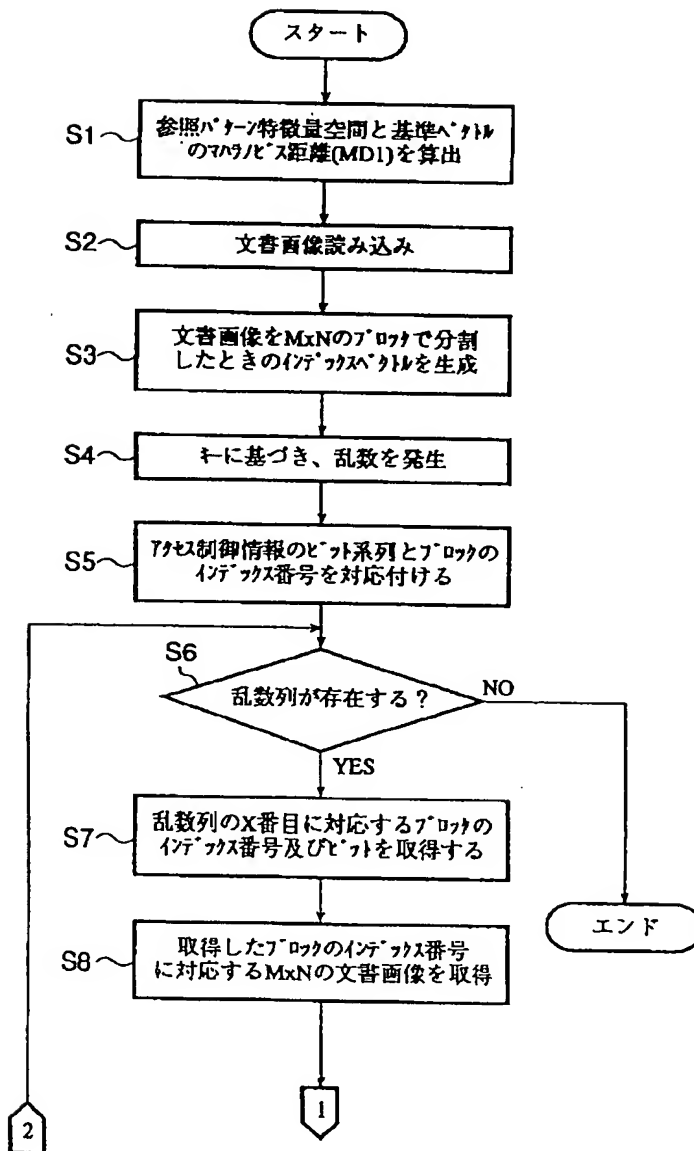 スタート
S1
参照パターン特徴量空間と基準ベクトル
のマハラノビス距離(MD1)を算出
S2
文書画像読み込み
S3
文書画像をMxNのブロックで分割
したときのインデックスベクトルを生成
S4
キーに基づき、乱数を発生
S5
アクセス制御情報のビット系列とブロックの
インデックス番号を対応付ける
S6
乱数列が存在する?
NO
YES
S7
乱数列のX番目に対応するブロックの
インデックス番号及びビットを取得する
エンド
S8
取得したブロックのインデックス番号
に対応するMxNの文書画像を取得
1
2